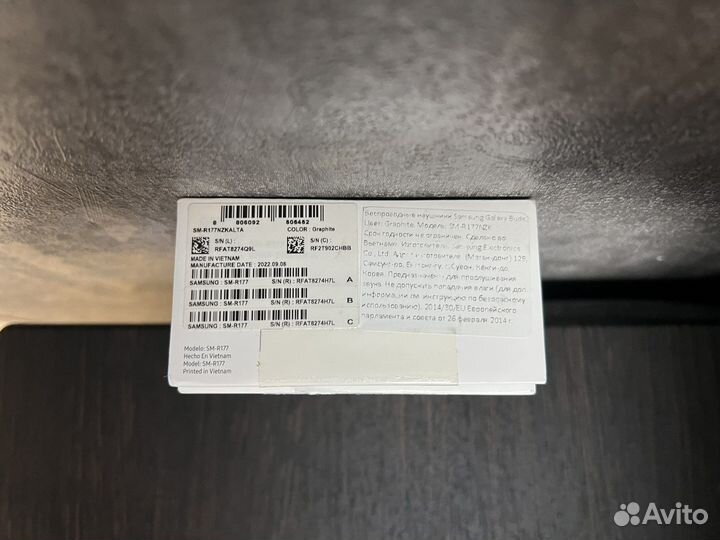 8 806092 606482
SM-R177NZKALTA COLOR : Graphite
S/N (L) : S/N (C) :
RFAT8274Q9L RF2T902CHBB
MADE IN VIETNAM
MANUFACTURE DATE : 2022.09.06
SAMSUNG : SM-R177 S/N (R) : RFAT8274H7L A
SAMSUNG : SM-R177 S/N (R) : RFAT8274H7L B
SAMSUNG : SM-R177 S/N (R) : RFAT8274H7L C
Modelo: SM-R177
Hecho En Vietnam
Model: SM-R177
Printed in Vietnam
Беспроводные наушники Samsung Galaxy Buds
Цвет: Graphite. Модель: SM-R177NZK
Срок годности не ограничен. Сделано во
Вьетнаме. Изготовитель: Samsung Electronics
Co., Ltd. Адрес изготовителя: (Маэтандонг) 129,
Самсунг-ро, Енгтонг-гу, г. Сувон, Кёнги-до,
Корея. Предназначены для прослушивания
звука. Не допускать попадания влаги (для доп
информации см. инструкцию по безопасному
использованию). 2014/30/EU Европейского
парламента и совета от 26 февраля 2014 г.
Avito